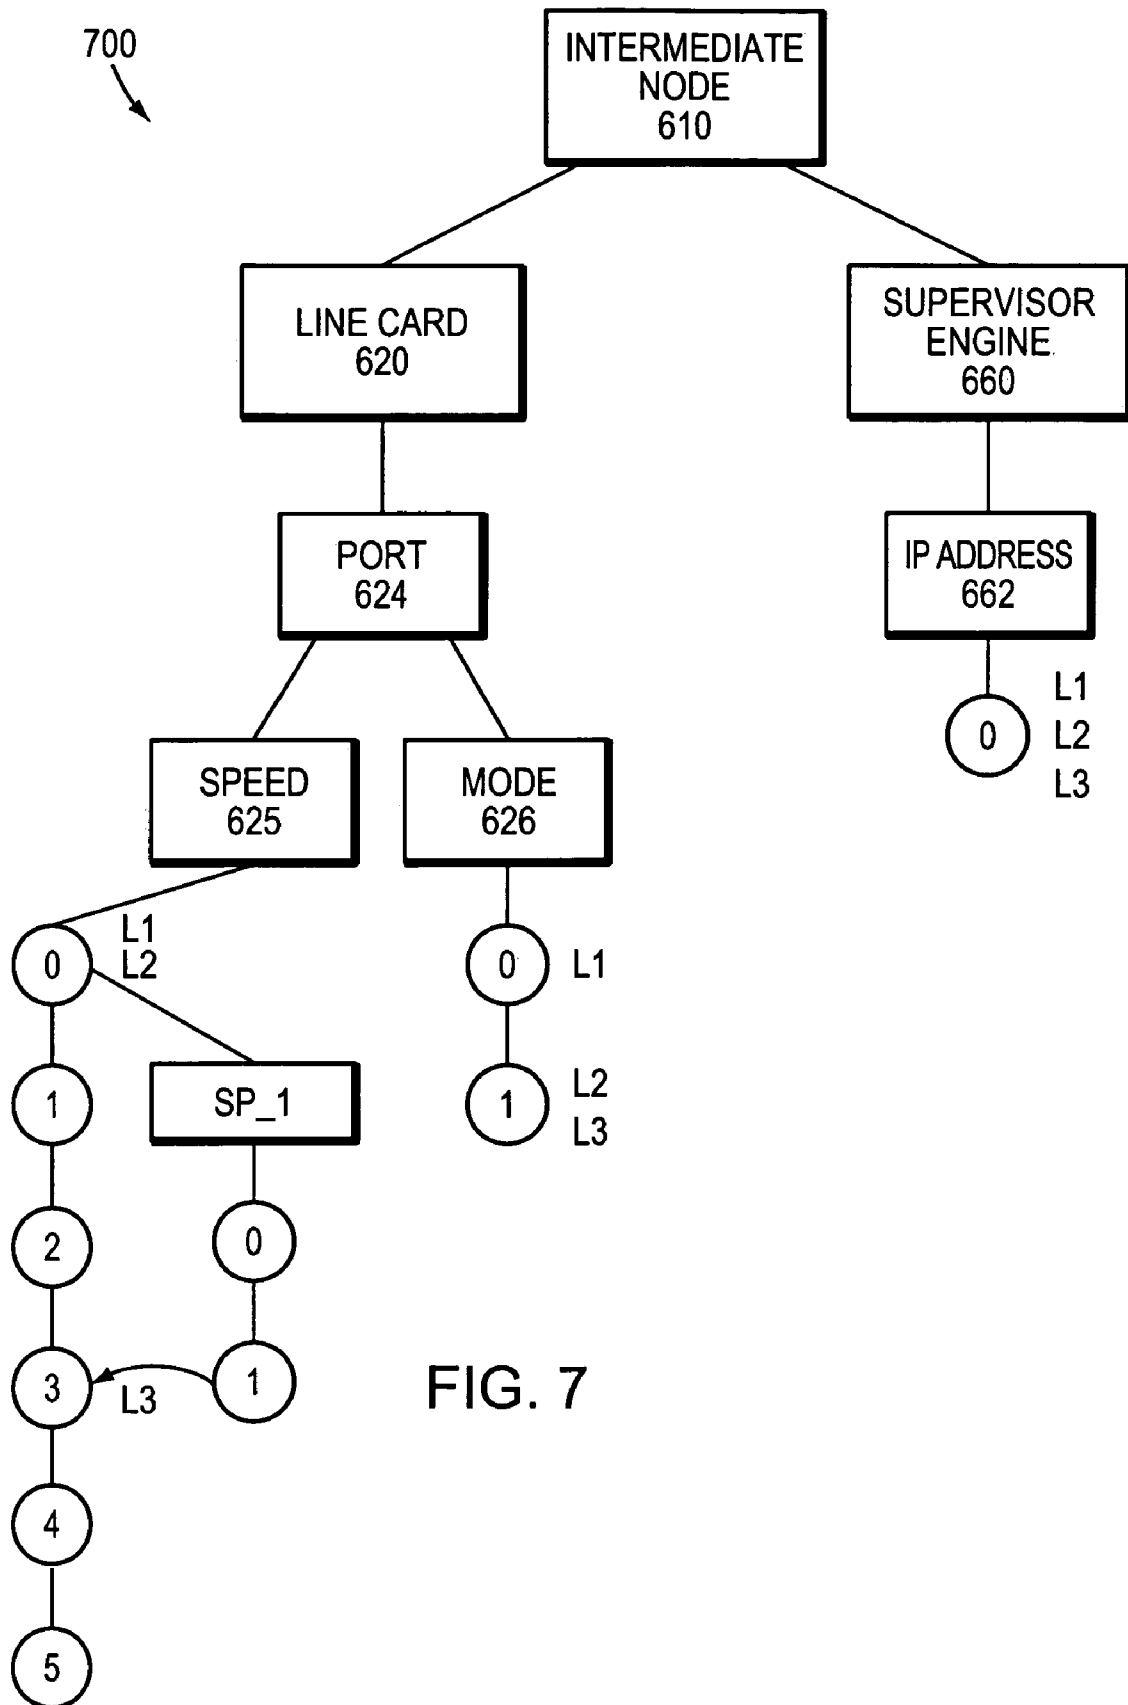 700
INTERMEDIATE
NODE
610
LINE CARD
620
SUPERVISOR
ENGINE
660
PORT
624
IP ADDRESS
662
0
L1
L2
L3
SPEED
625
MODE
626
0
L1
L2
0
L1
1
SP_1
1
L2
L3
2
0
3
L3
1
FIG. 7
4
5